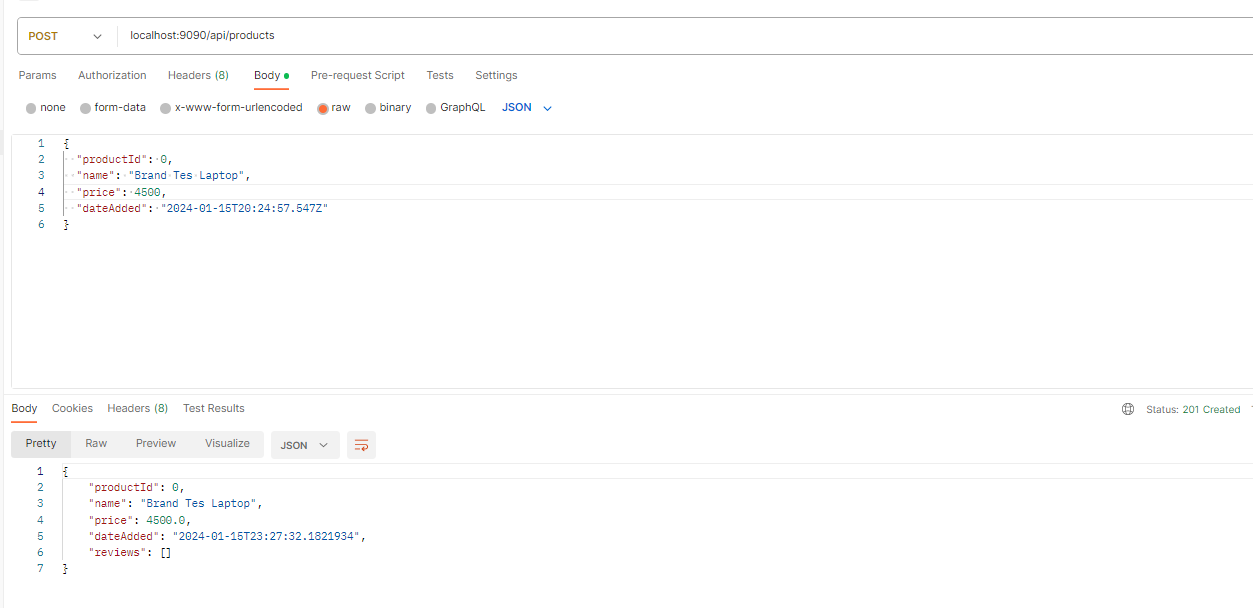 POST localhost:9090/api/products
Params Authorization Headers (8) Body Pre-request Script Tests Settings
none form-data x-www-form-urlencoded raw binary GraphQL JSON
1 {
2 "productId": 0,
3 "name": "Brand Tes Laptop",
4 "price": 4500,
5 "dateAdded": "2024-01-15T20:24:57.547Z"
6 }
Body Cookies Headers (8) Test Results Status: 201 Created
Pretty Raw Preview Visualize JSON
1 {
2 "productId": 0,
3 "name": "Brand Tes Laptop",
4 "price": 4500.0,
5 "dateAdded": "2024-01-15T23:27:32.1821934",
6 "reviews": []
7 }